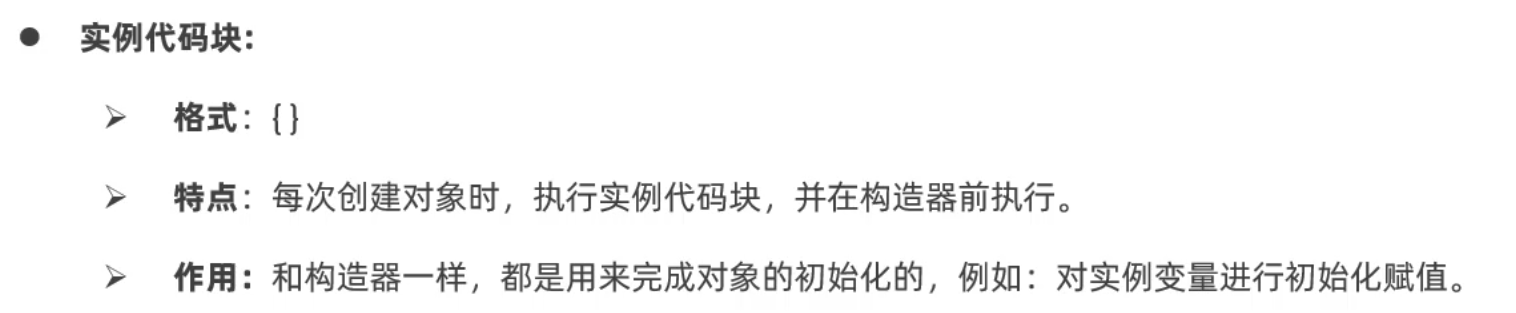 ● 实例代码块:
➢ 格式：{ }
➢ 特点：每次创建对象时，执行实例代码块，并在构造器前执行。
➢ 作用：和构造器一样，都是用来完成对象的初始化的，例如：对实例变量进行初始化赋值。